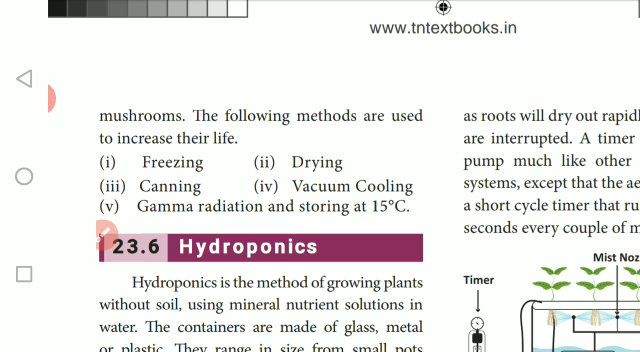 www.tntextbooks.in
mushrooms. The following methods are used
to increase their life.
(i) Freezing (ii) Drying
(iii) Canning (iv) Vacuum Cooling
(v) Gamma radiation and storing at 15°C.
23.6 Hydroponics
Hydroponics is the method of growing plants
without soil, using mineral nutrient solutions in
water. The containers are made of glass, metal
or plastic. They range in size from small pots
as roots will dry out
are interrupted. A timer
pump much like other
systems, except that the
a short cycle timer that
seconds every couple of
Mist
Timer